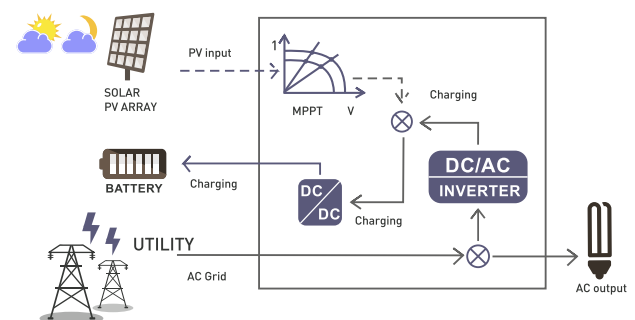 PV input
SOLAR
PV ARRAY
1
MPPT
V
Charging
BATTERY
Charging
DC
DC
Charging
DC/AC
INVERTER
UTILITY
AC Grid
AC output